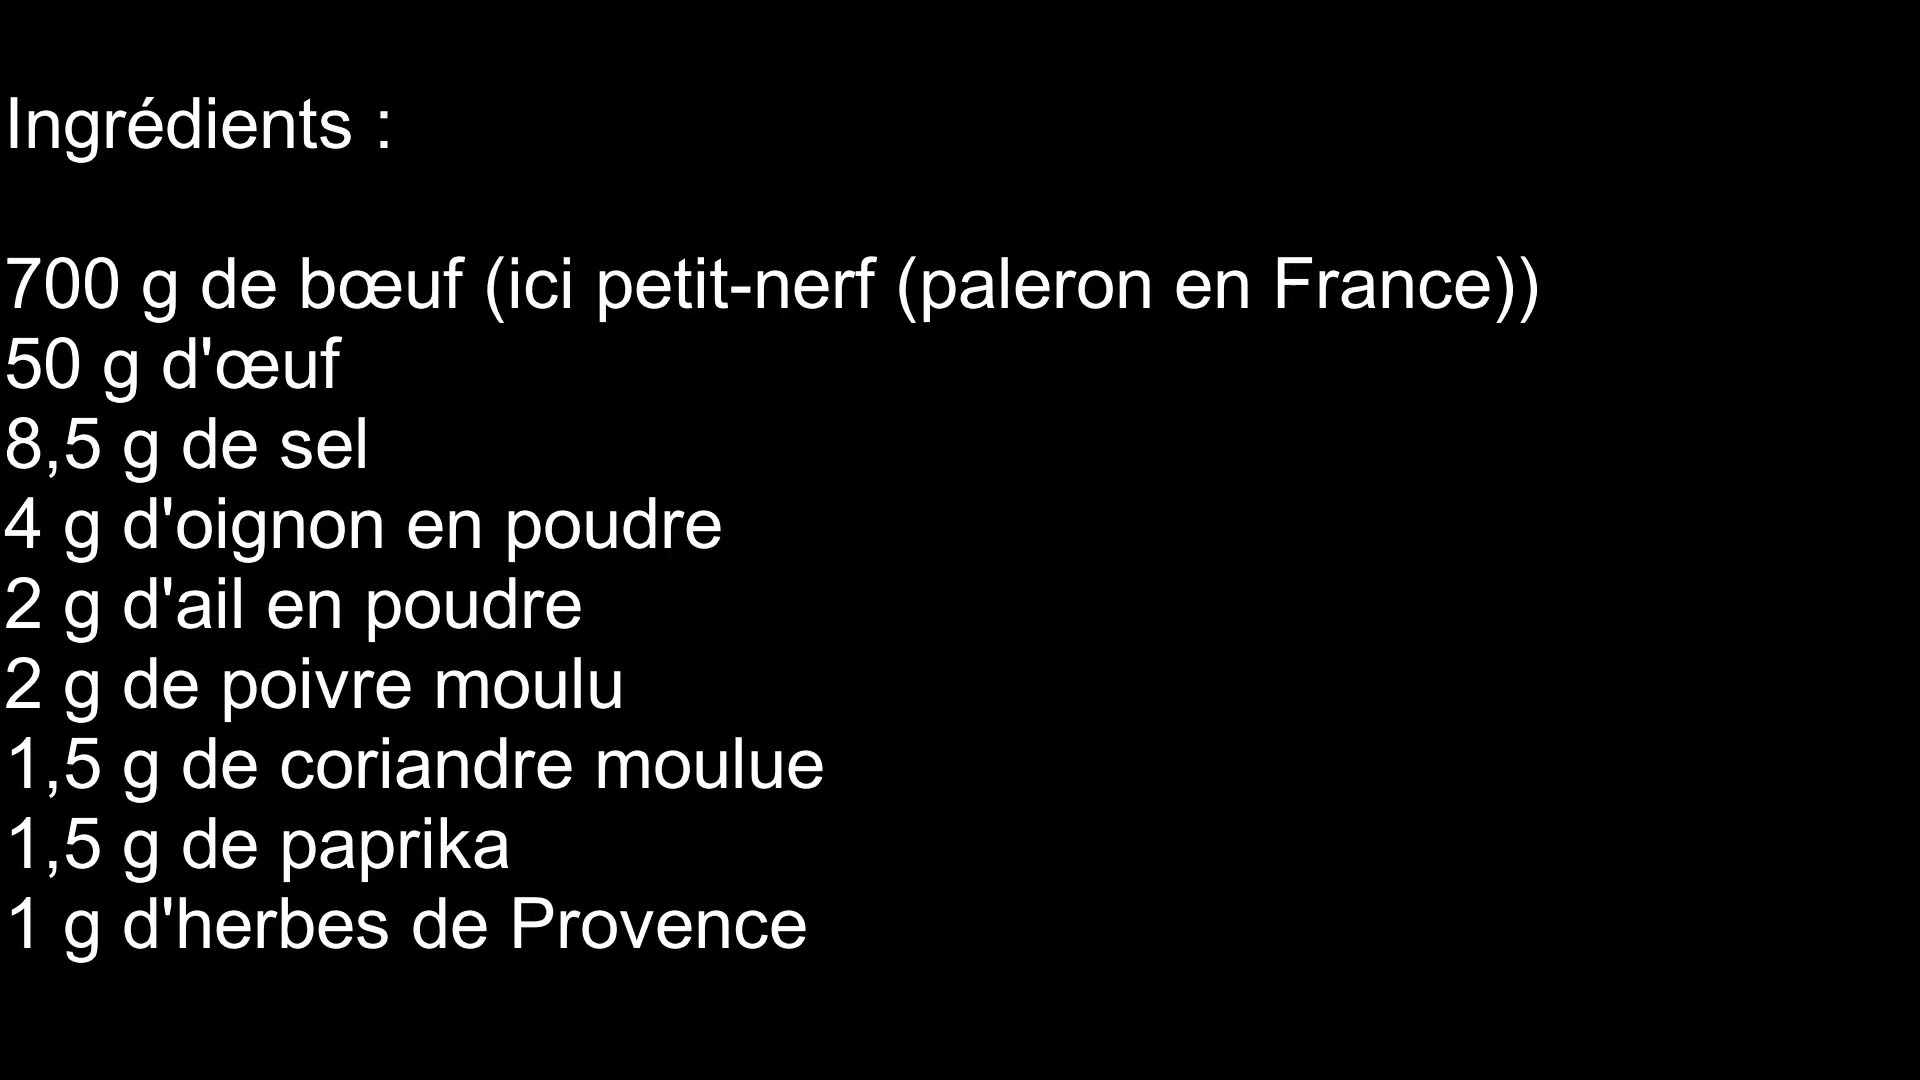 Ingrédients :
700 g de bœuf (ici petit-nerf (paleron en France))
50 g d'œuf
8,5 g de sel
4 g d'oignon en poudre
2 g d'ail en poudre
2 g de poivre moulu
1,5 g de coriandre moulue
1,5 g de paprika
1 g d'herbes de Provence